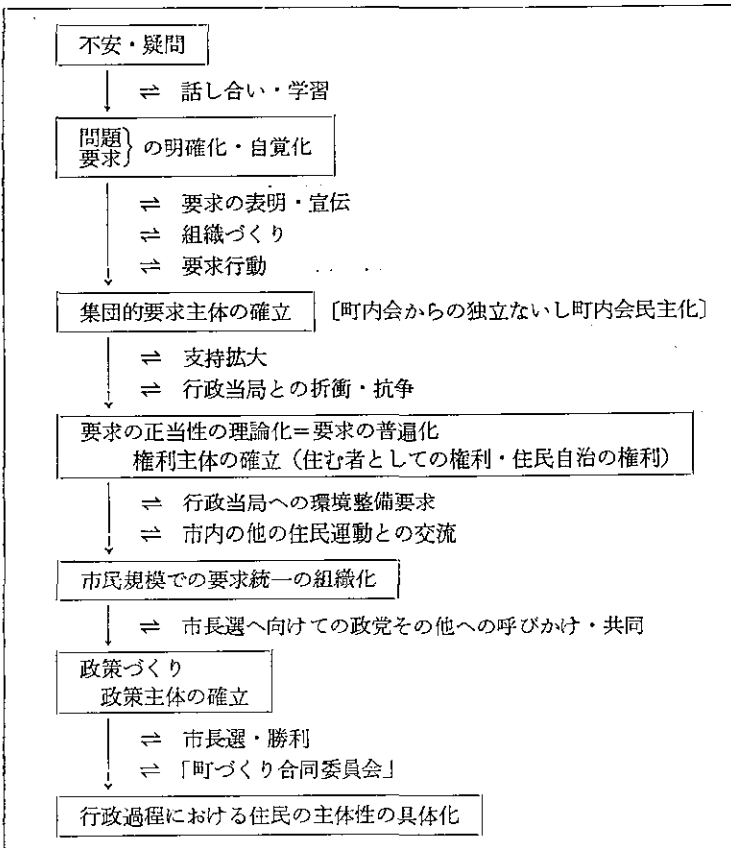 不安・疑問
⇌ 話し合い・学習
問題
要求} の明確化・自覚化
⇌ 要求の表明・宣伝
⇌ 組織づくり
⇌ 要求行動
集団的要求主体の確立 〔町内会からの独立ないし町内会民主化〕
⇌ 支持拡大
⇌ 行政当局との折衝・抗争
要求の正当性の理論化=要求の普遍化
権利主体の確立（住む者としての権利・住民自治の権利）
⇌ 行政当局への環境整備要求
⇌ 市内の他の住民運動との交流
市民規模での要求統一の組織化
⇌ 市長選へ向けての政党その他への呼びかけ・共同
政策づくり
政策主体の確立
⇌ 市長選・勝利
⇌ 「町づくり合同委員会」
行政過程における住民の主体性の具体化